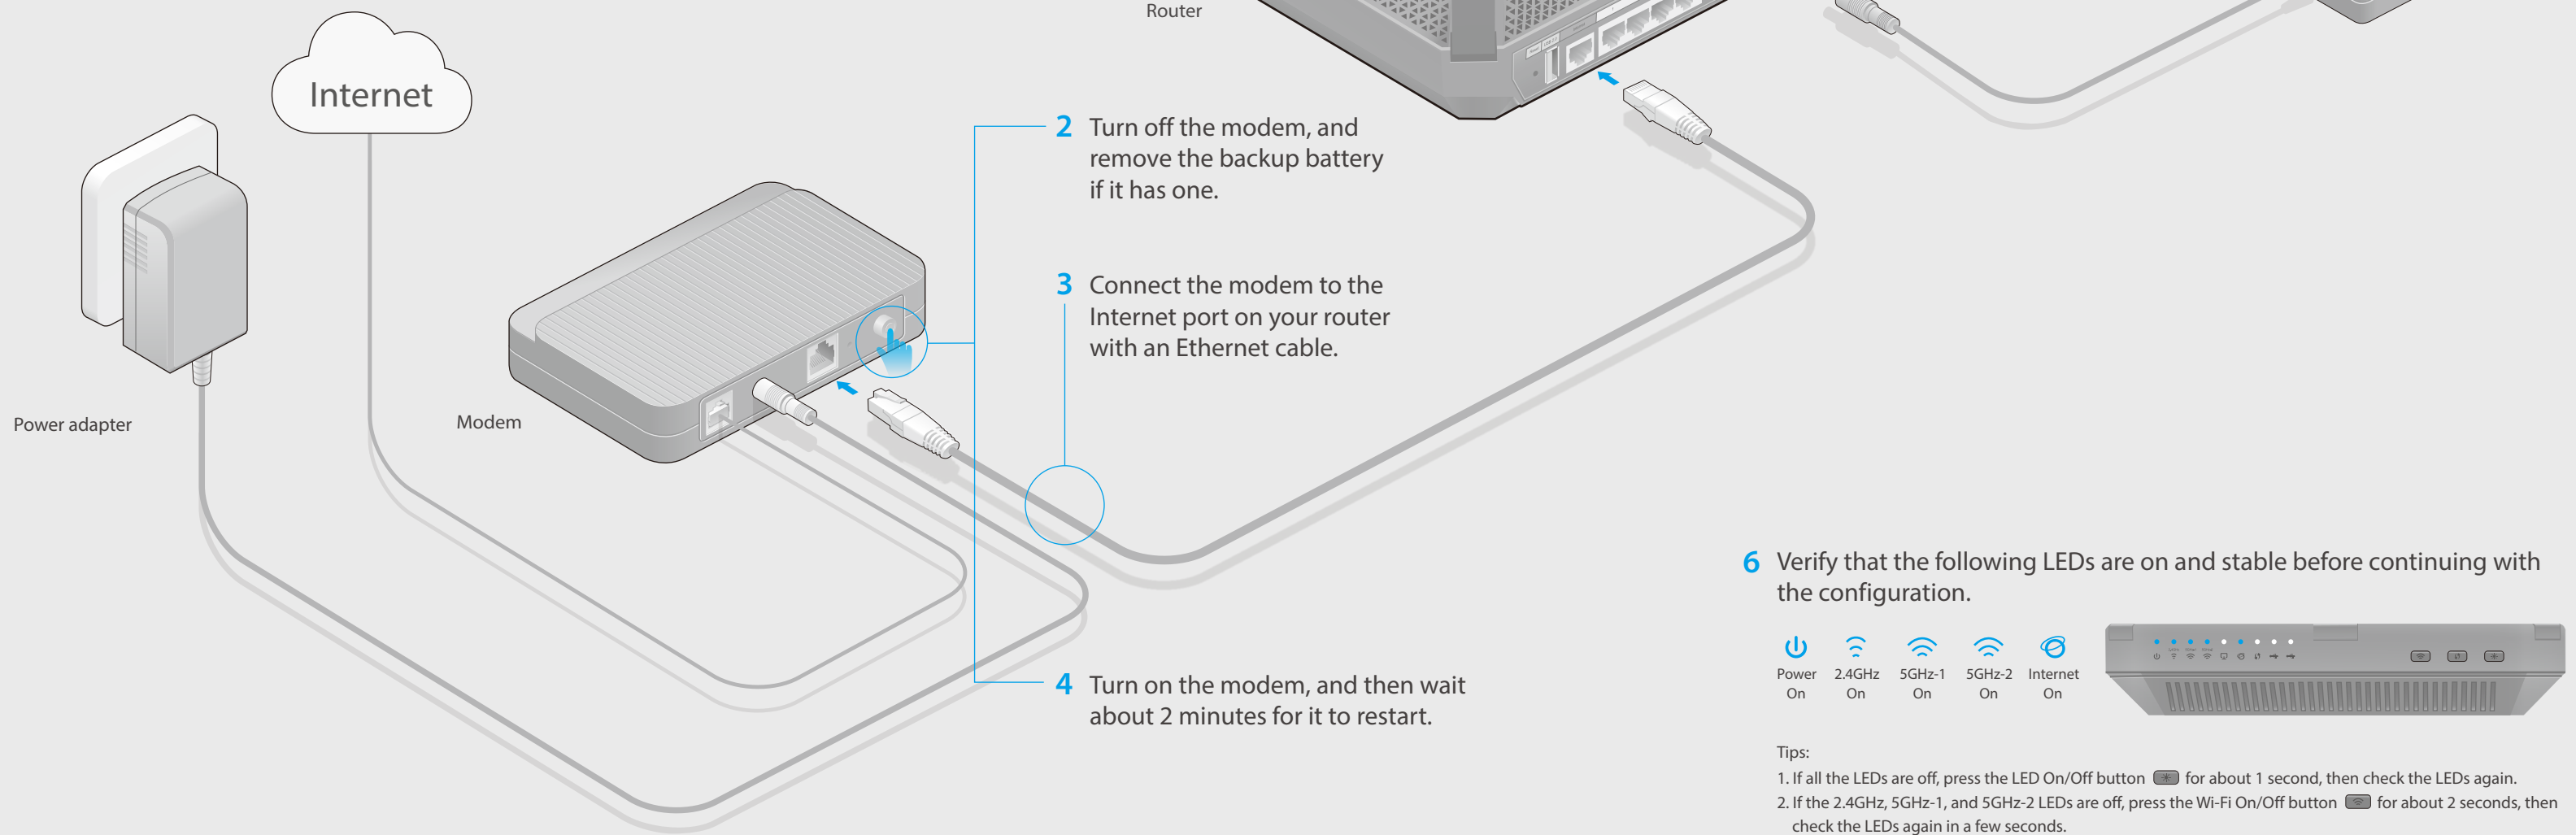 Router
Internet
2 Turn off the modem, and
remove the backup battery
if it has one.
3 Connect the modem to the
Internet port on your router
with an Ethernet cable.
Power adapter
Modem
4 Turn on the modem, and then wait
about 2 minutes for it to restart.
6 Verify that the following LEDs are on and stable before continuing with
the configuration.
Power 2.4GHz 5GHz-1 5GHz-2 Internet
On On On On On
Tips:
1. If all the LEDs are off, press the LED On/Off button for about 1 second, then check the LEDs again.
2. If the 2.4GHz, 5GHz-1, and 5GHz-2 LEDs are off, press the Wi-Fi On/Off button for about 2 seconds, then
check the LEDs again in a few seconds.